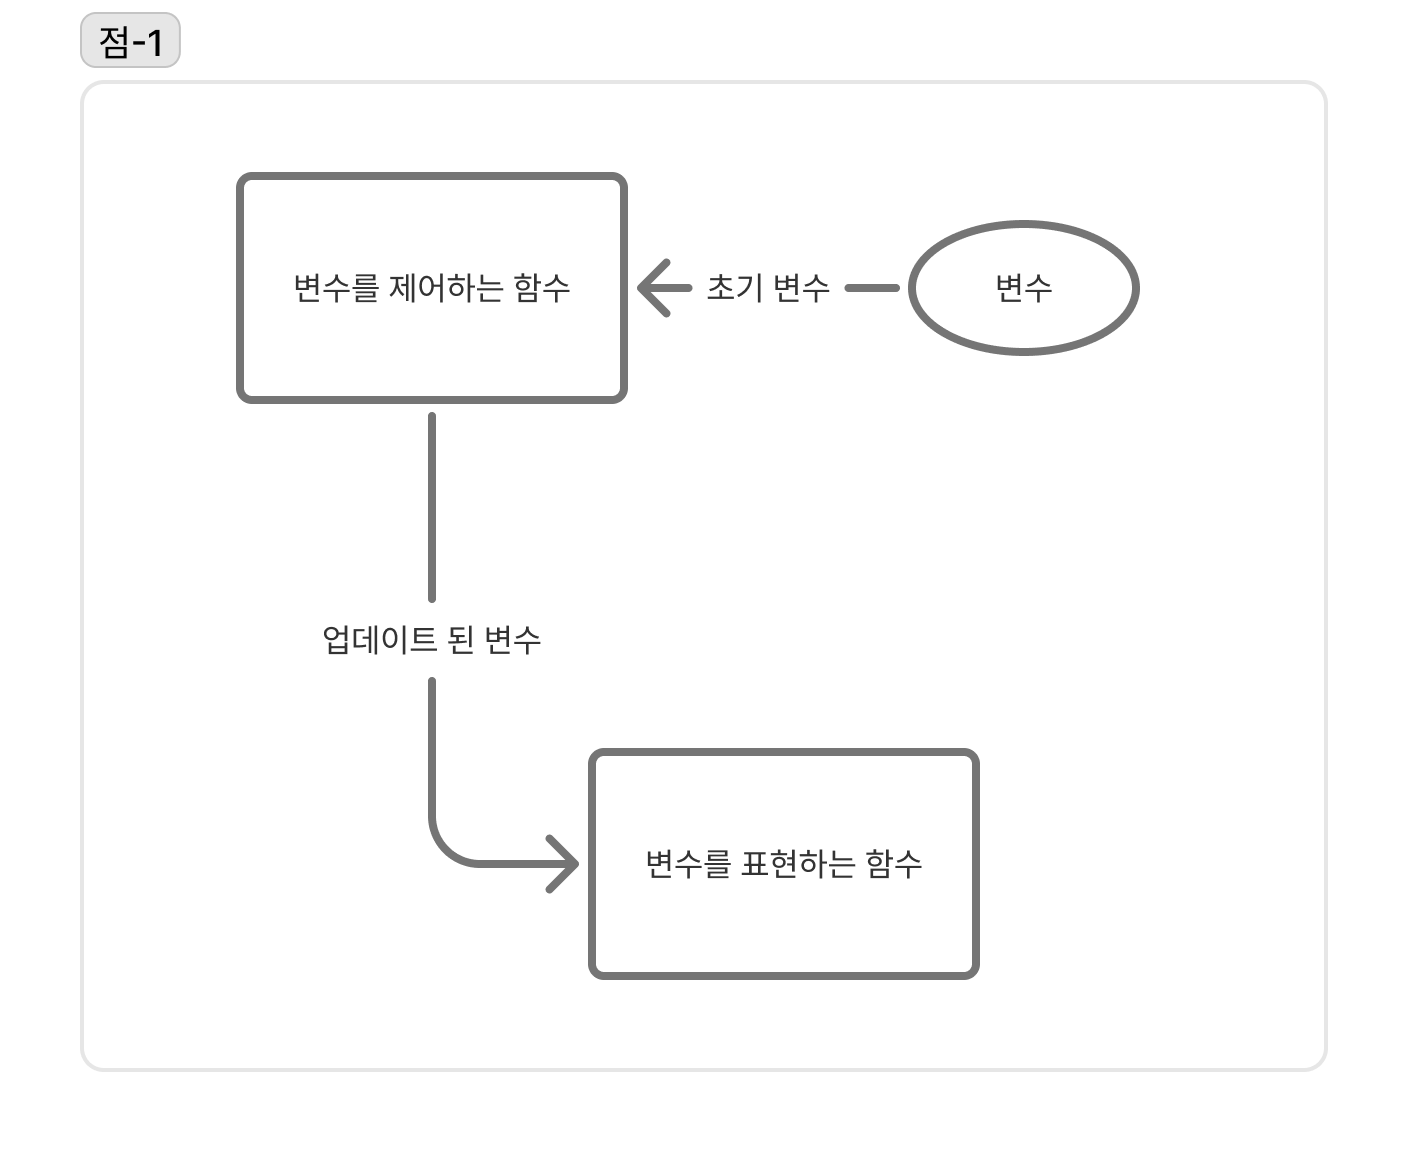 점-1
변수를 제어하는 함수
초기 변수
변수
업데이트 된 변수
변수를 표현하는 함수